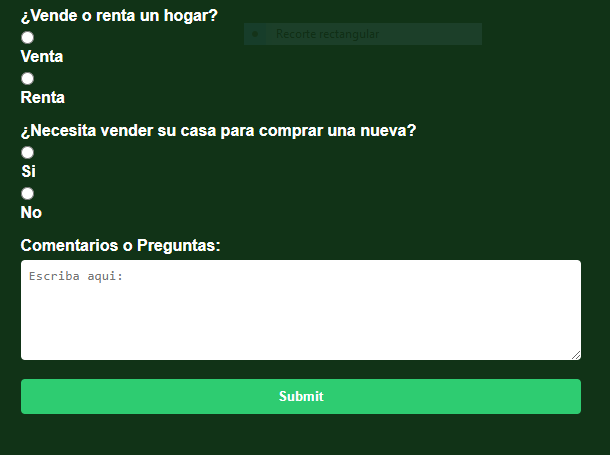 ¿Vende o renta un hogar?
Recorte rectangular
Venta
Renta
¿Necesita vender su casa para comprar una nueva?
Si
No
Comentarios o Preguntas:
Escriba aqui:
Submit